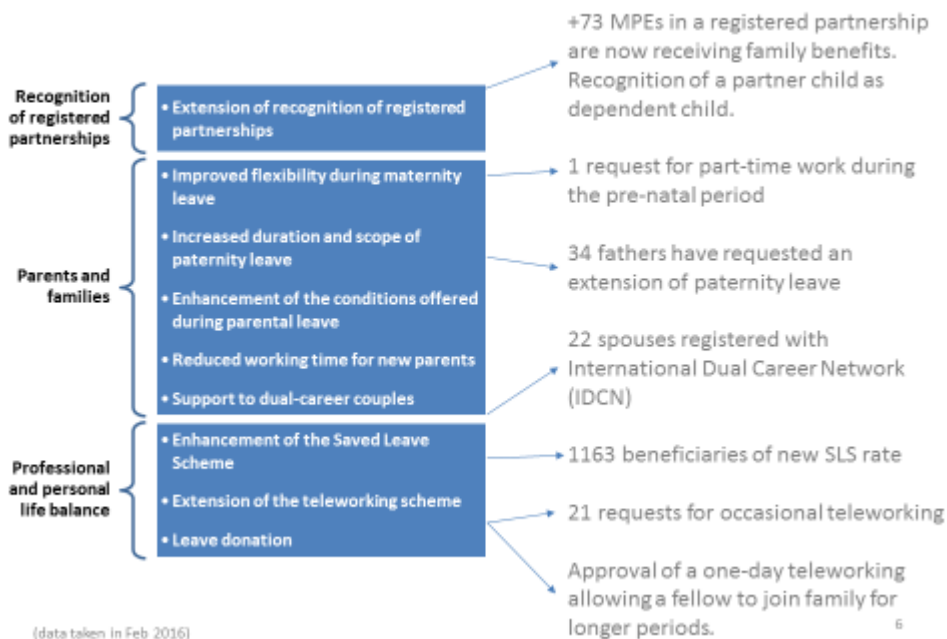 +73 MPEs in a registered partnership
are now receiving family benefits.
Recognition of a partner child as
dependent child.
Recognition
of registered
partnerships
• Extension of recognition of registered
partnerships
• Improved flexibility during maternity
leave
1 request for part-time work during
the pre-natal period
• Increased duration and scope of
paternity leave
34 fathers have requested an
extension of paternity leave
Parents and
families
• Enhancement of the conditions offered
during parental leave
• Reduced working time for new parents
• Support to dual-career couples
22 spouses registered with
International Dual Career Network
(IDCN)
Professional
and personal
life balance
• Enhancement of the Saved Leave
Scheme
1163 beneficiaries of new SLS rate
• Extension of the teleworking scheme
21 requests for occasional teleworking
• Leave donation
Approval of a one-day teleworking
allowing a fellow to join family for
longer periods.
(data taken in Feb 2016)
6